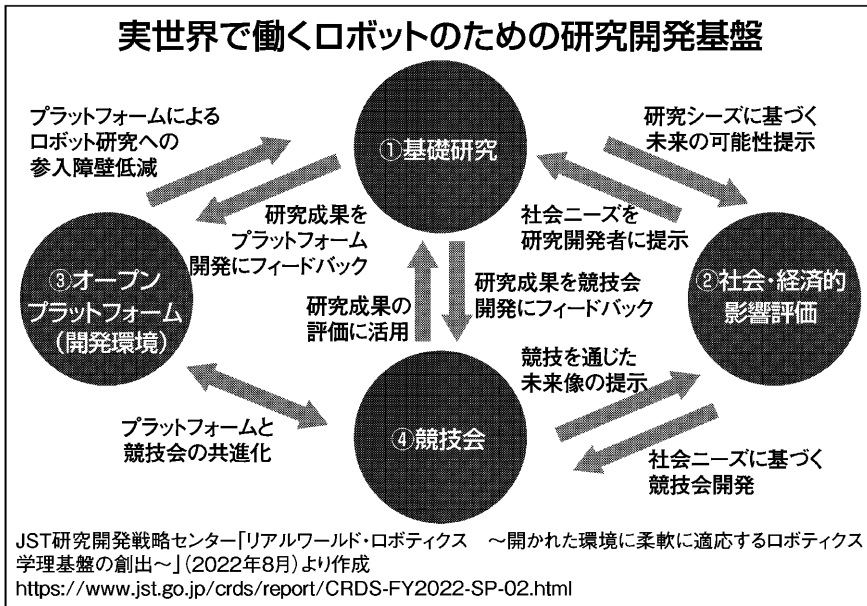 実世界で働くロボットのための研究開発基盤
プラットフォームによる
ロボット研究への
参入障壁低減
①基礎研究
研究シーズに基づく
未来の可能性提示
研究成果を
プラットフォーム
開発にフィードバック
社会ニーズを
研究開発者に提示
③オープン
プラットフォーム
(開発環境)
研究成果の
評価に活用
研究成果を競技会
開発にフィードバック
②社会・経済的
影響評価
プラットフォームと
競技会の共進化
④競技会
競技を通じた
未来像の提示
社会ニーズに基づく
競技会開発
JST研究開発戦略センター「リアルワールド・ロボティクス　～開かれた環境に柔軟に適応するロボティクス
学理基盤の創出～」(2022年8月)より作成
https://www.jst.go.jp/crds/report/CRDS-FY2022-SP-02.html